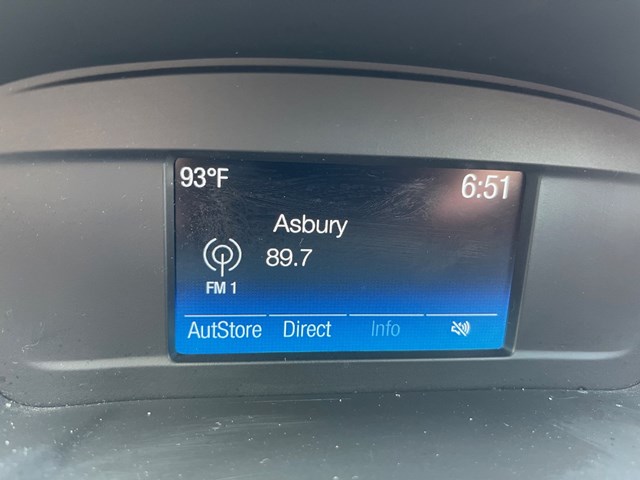 93°F 6:51
Asbury
89.7
FM 1
AutStore Direct Info